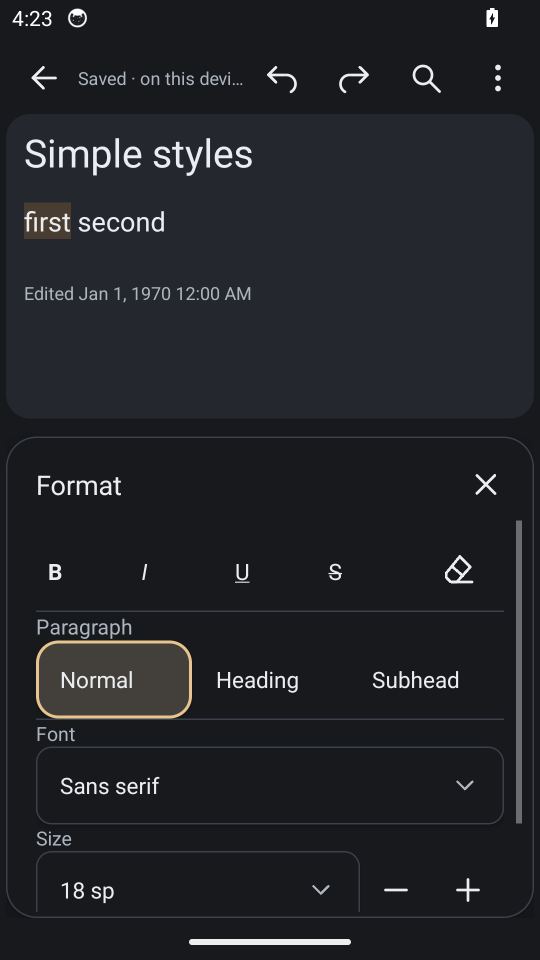 4:23
Saved · on this devi…
Simple styles
first second
Edited Jan 1, 1970 12:00 AM
Format
B I U S
Paragraph
Normal Heading Subhead
Font
Sans serif
Size
18 sp